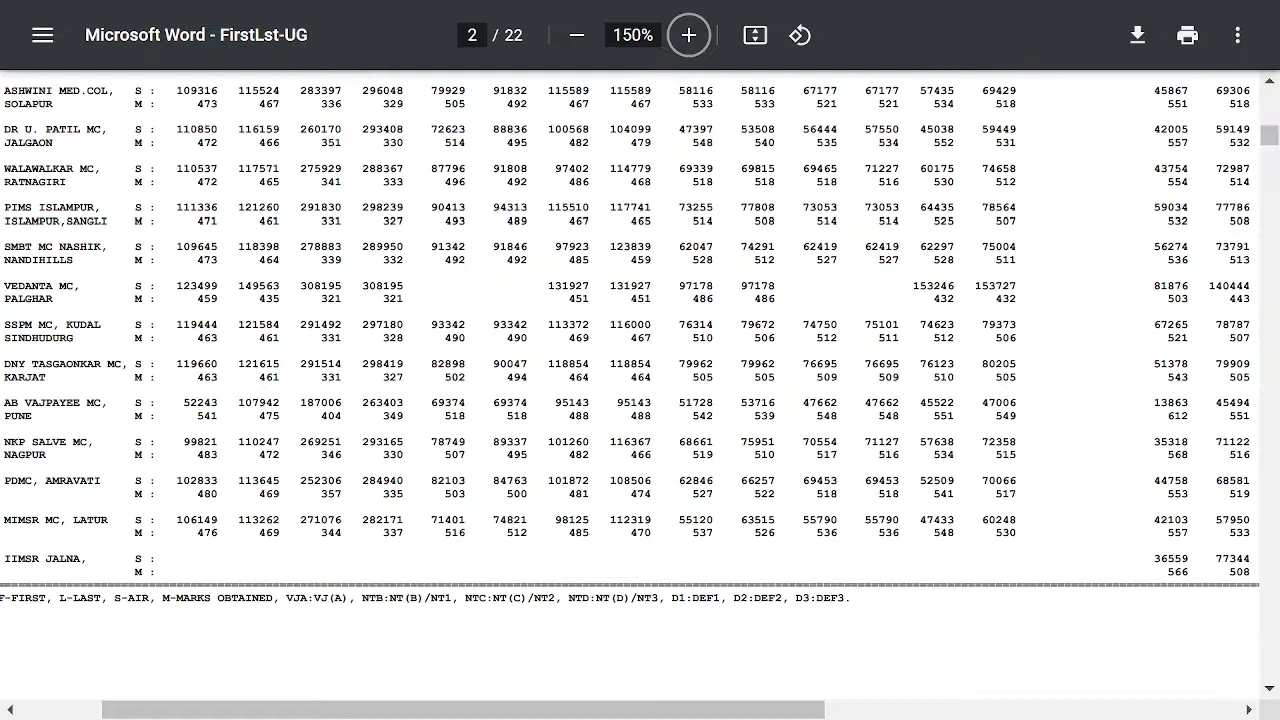 Microsoft Word - FirstLst-UG 2 / 22 150%
ASHWINI MED.COL, S : 109316 115524 283397 296048 79929 91832 115589 115589 58116 58116 67177 67177 57435 69429 45867 69306
SOLAPUR M : 473 467 336 329 505 492 467 467 533 533 521 521 534 518 551 518
DR U. PATIL MC, S : 110850 116159 260170 293408 72623 88836 100568 104099 47397 53508 56444 57550 45038 59449 42005 59149
JALGAON M : 472 466 351 330 514 495 482 479 548 540 535 534 552 531 557 532
WALAWALKAR MC, S : 110537 117571 275929 288367 87796 91808 97402 114779 69339 69815 69465 71227 60175 74658 43754 72987
RATNAGIRI M : 472 465 341 333 496 492 486 468 518 518 518 516 530 512 554 514
PIMS ISLAMPUR, S : 111336 121260 291830 298239 90413 94313 115510 117741 73255 77808 73053 73053 64435 78564 59034 77786
ISLAMPUR,SANGLI M : 471 461 331 327 493 489 467 465 514 508 514 514 525 507 532 508
SMBT MC NASHIK, S : 109645 118398 278883 289950 91342 91846 97923 123839 62047 74291 62419 62419 62297 75004 56274 73791
NANDIHILLS M : 473 464 339 332 492 492 485 459 528 512 527 527 528 511 536 513
VEDANTA MC, S : 123499 149563 308195 308195 131927 131927 97178 97178 153246 153727 81876 140444
PALGHAR M : 459 435 321 321 451 451 486 486 432 432 503 443
SSPM MC, KUDAL S : 119444 121584 291492 297180 93342 93342 113372 116000 76314 79672 74750 75101 74623 79373 67265 78787
SINDHUDURG M : 463 461 331 328 490 490 469 467 510 506 512 511 512 506 521 507
DNY TASGAONKAR MC, S : 119660 121615 291514 298419 82898 90047 118854 118854 79962 79962 76695 76695 76123 80205 51378 79909
KARJAT M : 463 461 331 327 502 494 464 464 505 505 509 509 510 505 543 505
AB VAJPAYEE MC, S : 52243 107942 187006 263403 69374 69374 95143 95143 51728 53716 47662 47662 45522 47006 13863 45494
PUNE M : 541 475 404 349 518 518 488 488 542 539 548 548 551 549 612 551
NKP SALVE MC, S : 99821 110247 269251 293165 78749 89337 101260 116367 68661 75951 70554 71127 57638 72358 35318 71122
NAGPUR M : 483 472 346 330 507 495 482 466 519 510 517 516 534 515 568 516
PDMC, AMRAVATI S : 102833 113645 252306 284940 82103 84763 101872 108506 62846 66257 69453 69453 52509 70066 44758 68581
M : 480 469 357 335 503 500 481 474 527 522 518 518 541 517 553 519
MIMSR MC, LATUR S : 106149 113262 271076 282171 71401 74821 98125 112319 55120 63515 55790 55790 47433 60248 42103 57950
M : 476 469 344 337 516 512 485 470 537 526 536 536 548 530 557 533
IIMSR JALNA, S : 36559 77344
M : 566 508
F-FIRST, L-LAST, S-AIR, M-MARKS OBTAINED, VJA:VJ(A), NTB:NT(B)/NT1, NTC:NT(C)/NT2, NTD:NT(D)/NT3, D1:DEF1, D2:DEF2, D3:DEF3.